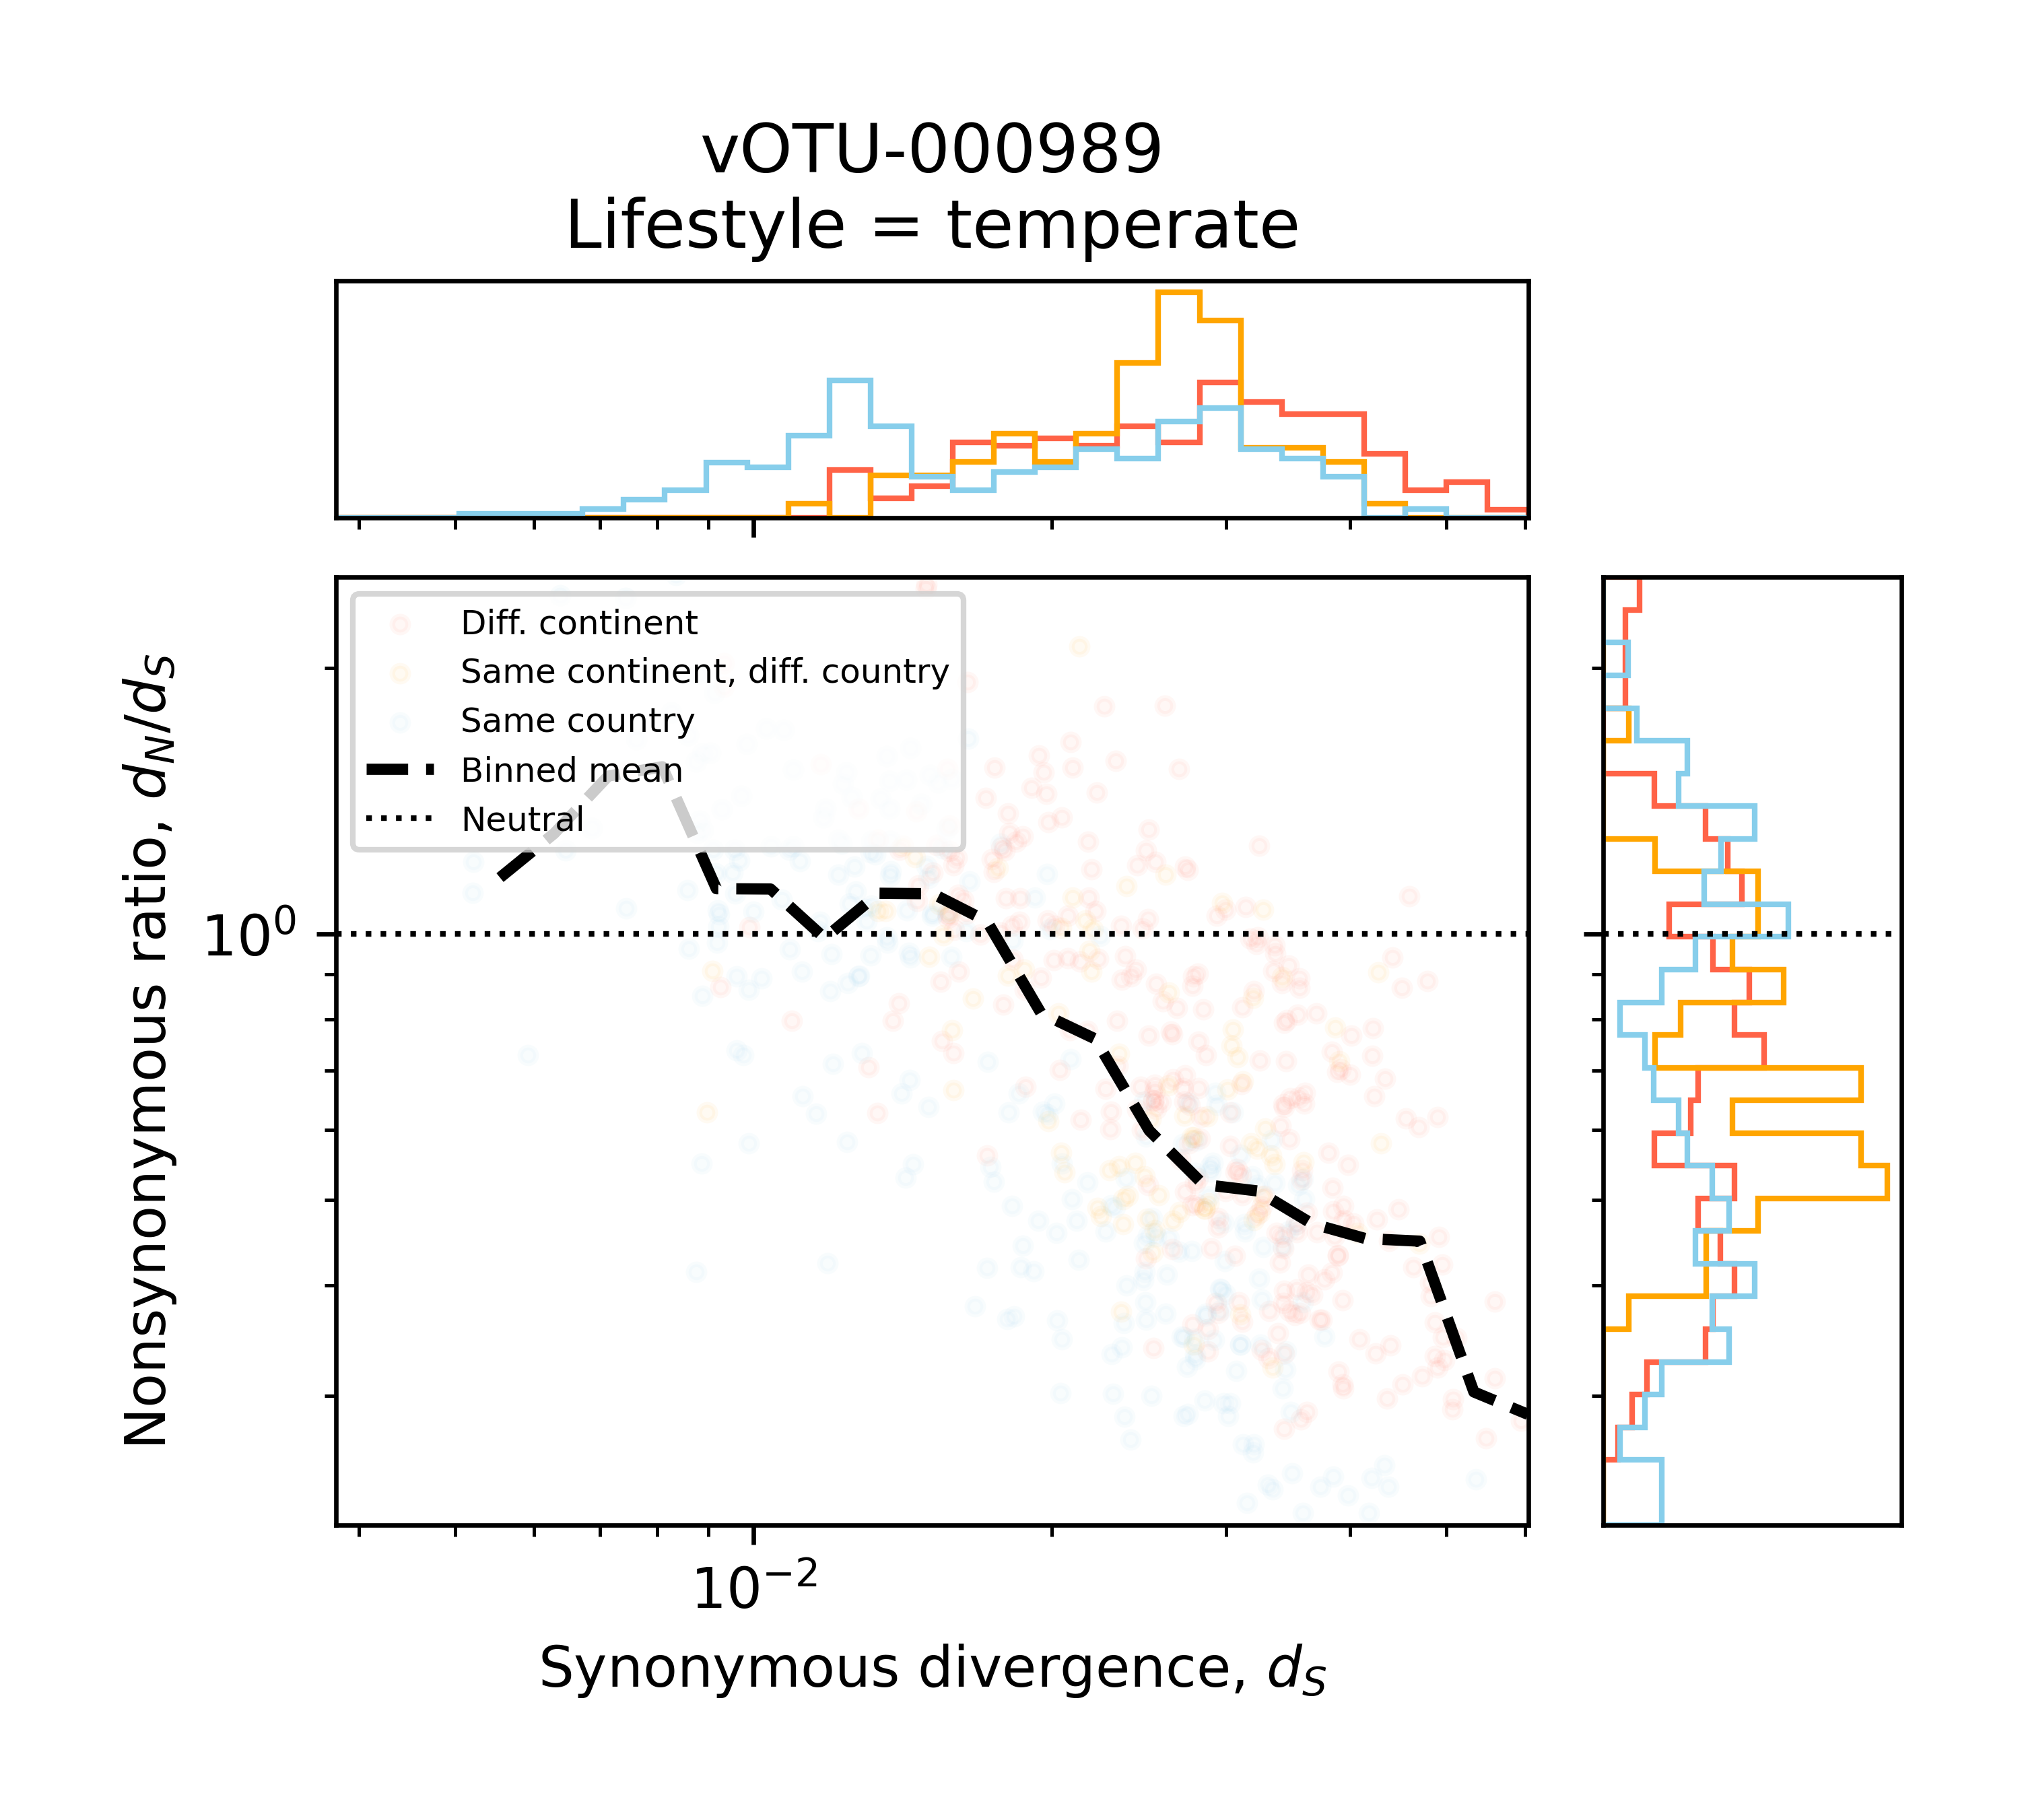 vOTU-000989
Lifestyle = temperate
Diff. continent
Same continent, diff. country
Same country
Binned mean
Neutral
Nonsynonymous ratio, $d_N/d_S$
$10^0$
$10^{-2}$
Synonymous divergence, $d_S$